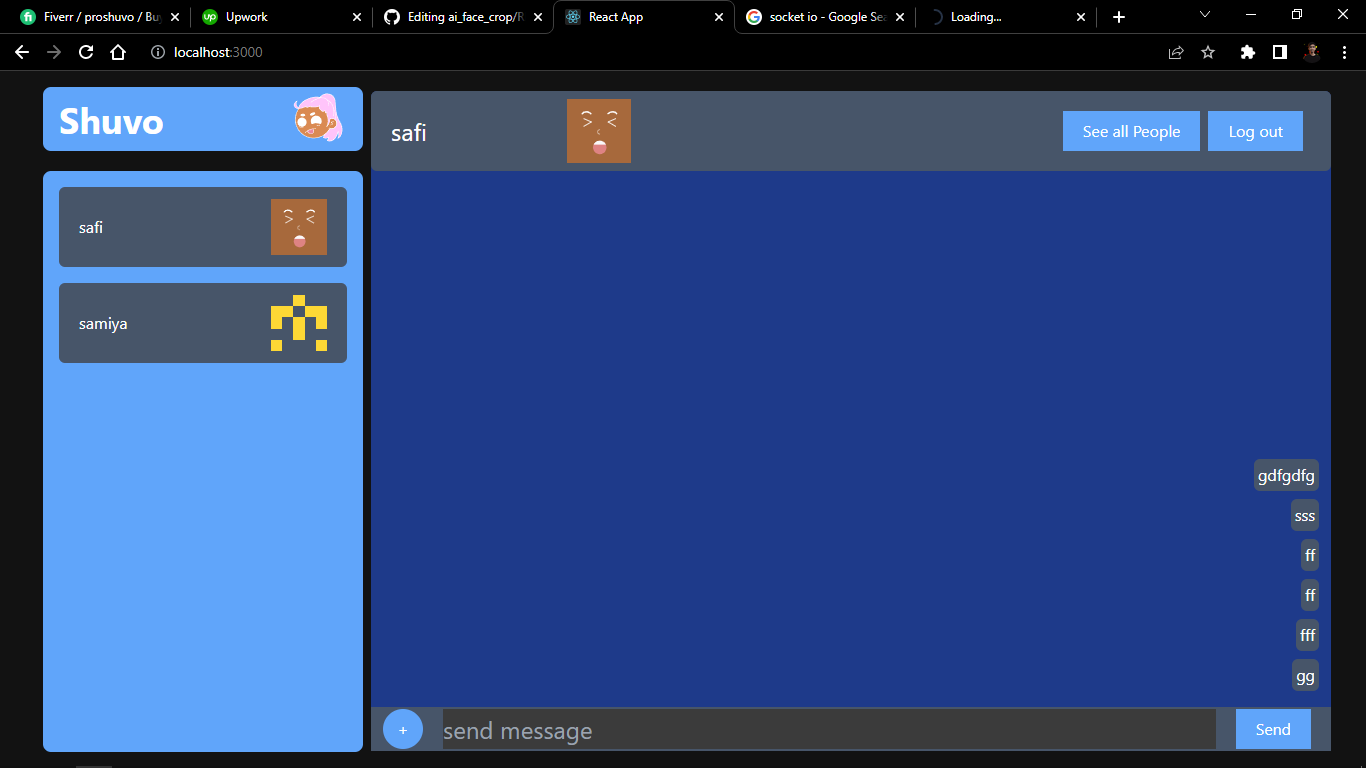 Fiverr / proshuvo / Bu
Upwork
Editing ai_face_crop/R
React App
socket io - Google Sea
Loading...
localhost:3000
Shuvo
safi
See all People
Log out
safi
samiya
gdfgdfg
sss
ff
ff
fff
gg
+
send message
Send